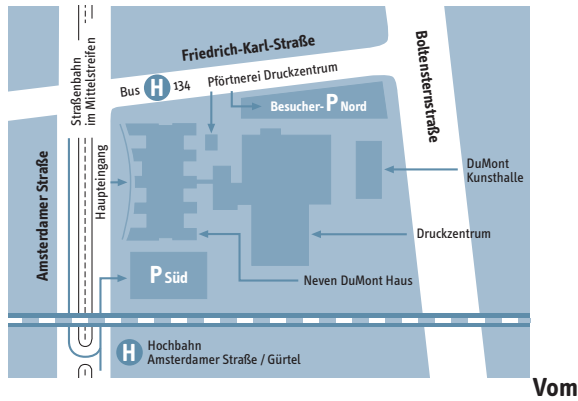 Friedrich-Karl-Straße
Straßenbahn
im Mittelstreifen
Bus H 134
Pförtnerei Druckzentrum
Besucher-P Nord
Boltensternstraße
Amsterdamer Straße
Haupteingang
DuMont
Kunsthalle
Druckzentrum
P Süd
Neven DuMont Haus
H Hochbahn
Amsterdamer Straße / Gürtel
Vom